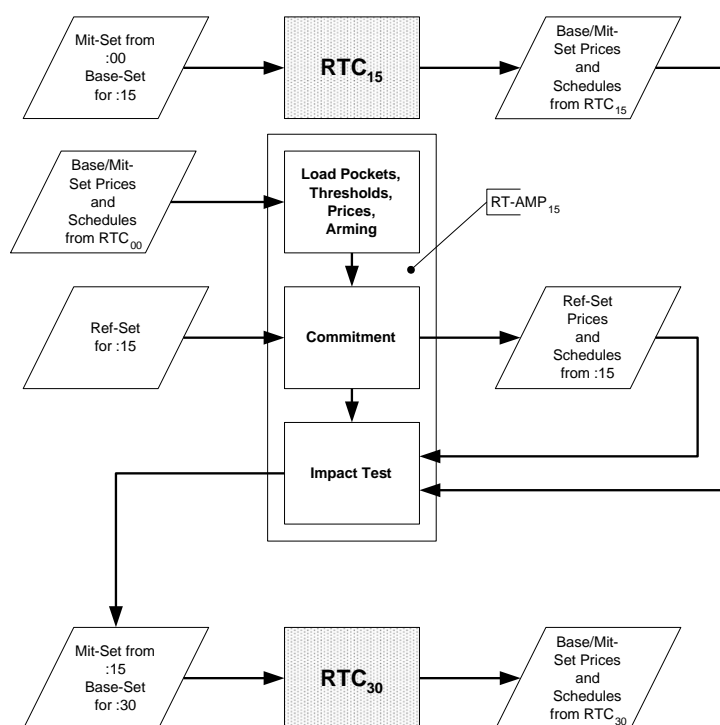 Mit-Set from
:00
Base-Set
for :15
RTC15
Base/Mit-
Set Prices
and
Schedules
from RTC15
Base/Mit-
Set Prices
and
Schedules
from RTC00
Load Pockets,
Thresholds,
Prices,
Arming
RT-AMP15
Ref-Set
for :15
Commitment
Ref-Set
Prices
and
Schedules
from :15
Impact Test
Mit-Set from
:15
Base-Set
for :30
RTC30
Base/Mit-
Set Prices
and
Schedules
from RTC30